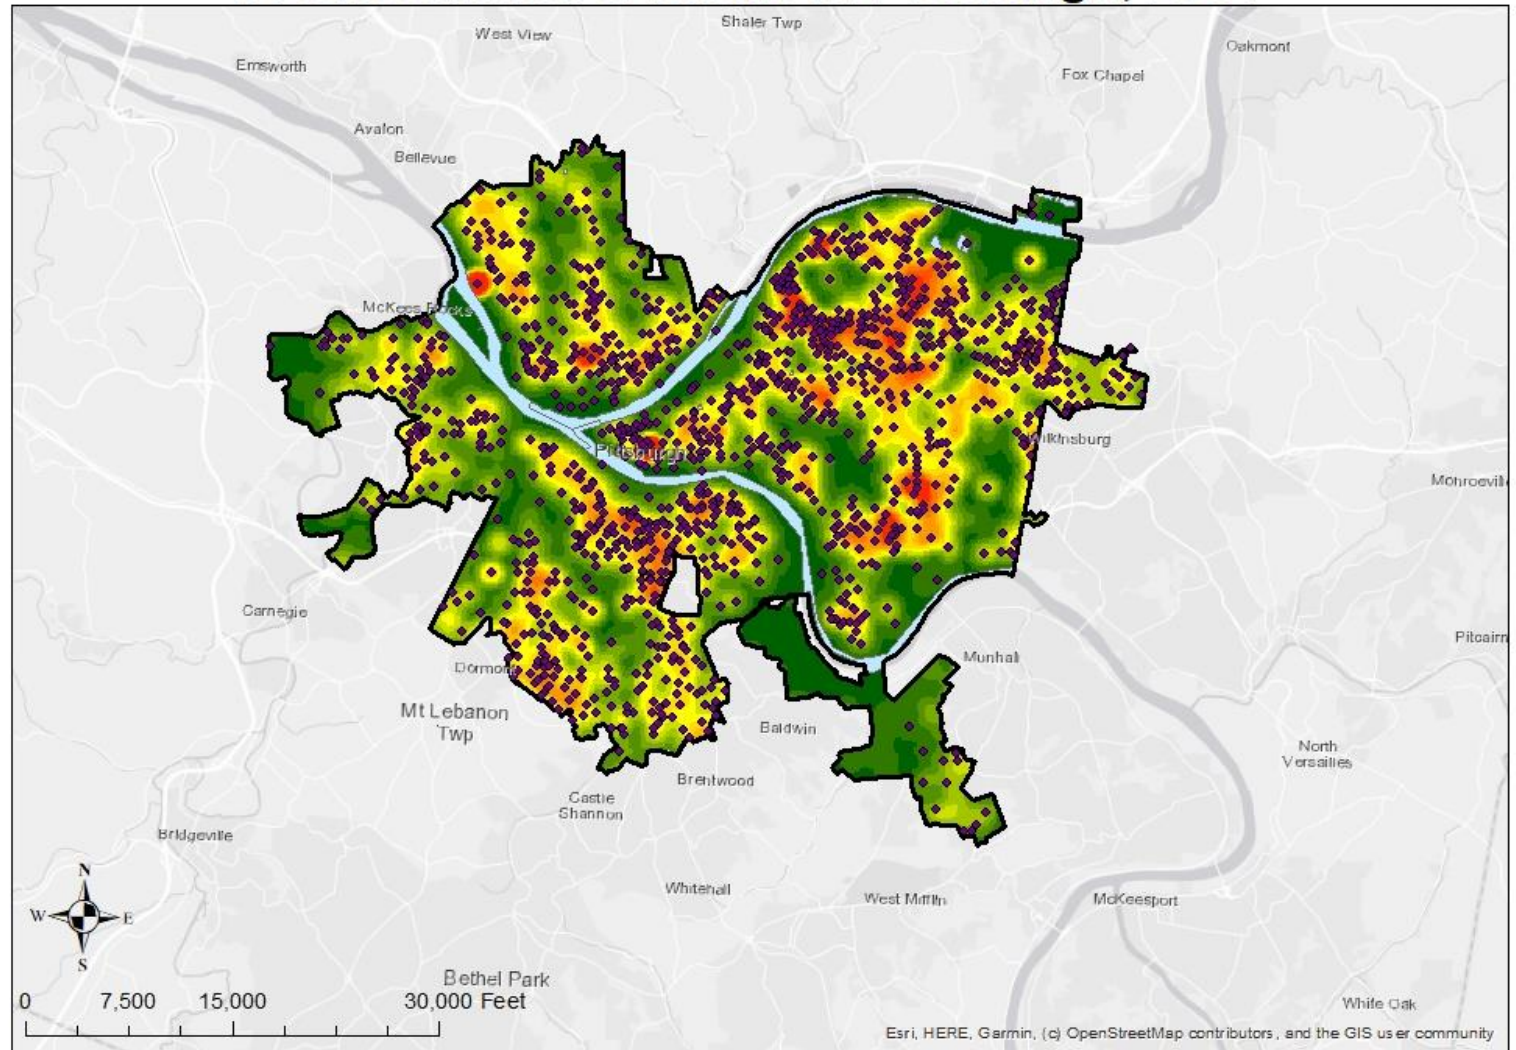 Shaler Twp
West View
Oakmont
Emsworth
Fox Chapel
Avalon
Bellevue
McKees Rocks
Wilkinsburg
Pittsburgh
Monroeville
Carnegie
Pitcairn
Munhall
Dormont
Mt Lebanon
Twp
Baldwin
North
Versailles
Brentwood
Castle
Shannon
Bridgeville
N
Whitehall
West Mifflin
McKeesport
W
E
S
Bethel Park
0 7,500 15,000 30,000 Feet
White Oak
Esri, HERE, Garmin, (c) OpenStreetMap contributors, and the GIS user community